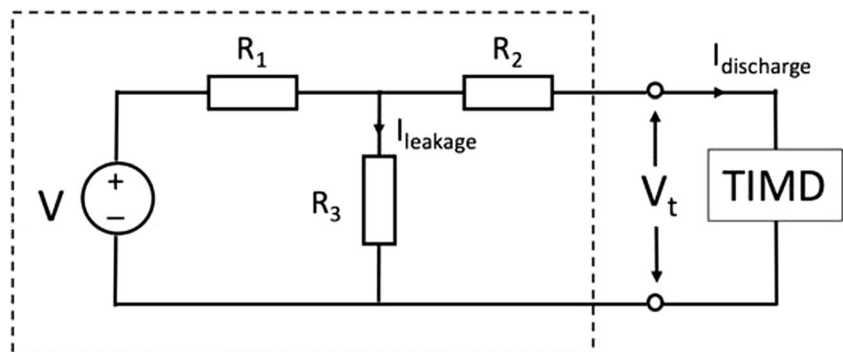 R1
R2
Idischarge
Ileakage
+
−
V
R3
Vt
TIMD